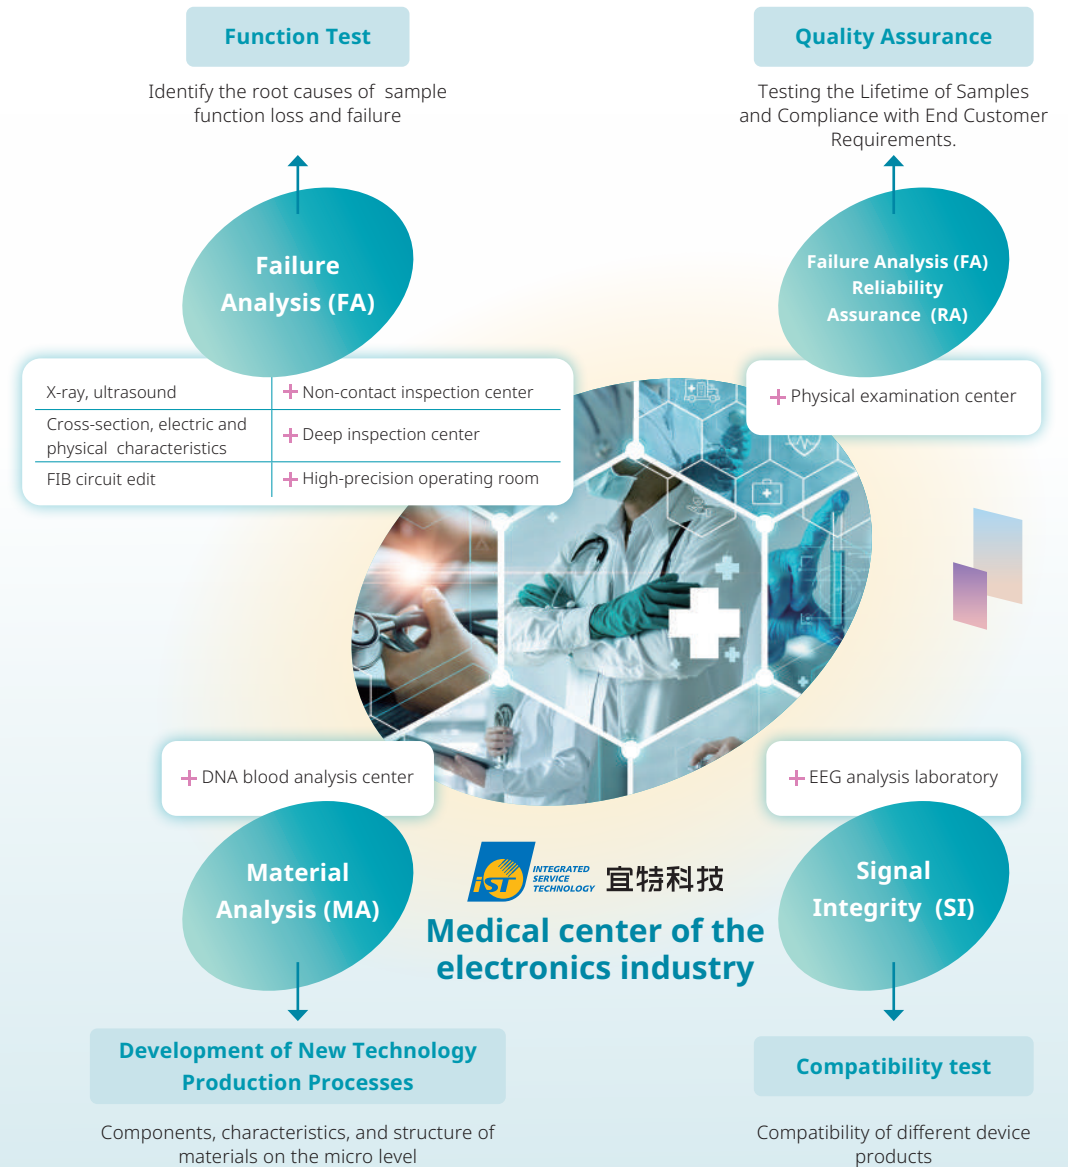 Function Test
Identify the root causes of sample
function loss and failure
Failure
Analysis (FA)
X-ray, ultrasound
Non-contact inspection center
Cross-section, electric and
physical characteristics
Deep inspection center
FIB circuit edit
High-precision operating room
Quality Assurance
Testing the Lifetime of Samples
and Compliance with End Customer
Requirements.
Failure Analysis (FA)
Reliability
Assurance (RA)
Physical examination center
DNA blood analysis center
Material
Analysis (MA)
Development of New Technology
Production Processes
Components, characteristics, and structure of
materials on the micro level
iST
INTEGRATED
SERVICE
TECHNOLOGY
宜特科技
Medical center of the
electronics industry
EEG analysis laboratory
Signal
Integrity (SI)
Compatibility test
Compatibility of different device
products